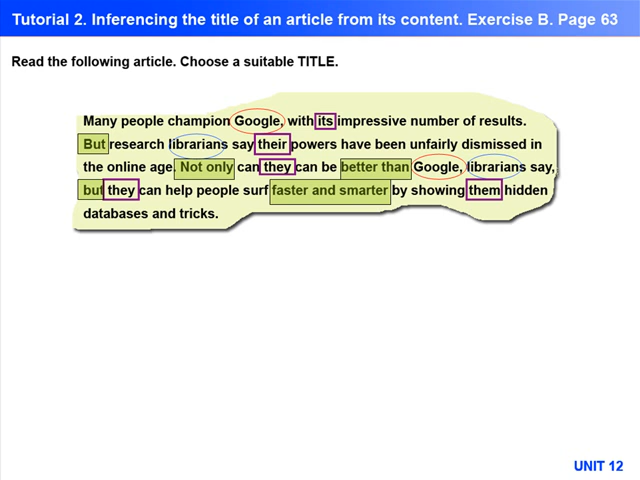 Tutorial 2. Inferencing the title of an article from its content. Exercise B. Page 63
Read the following article. Choose a suitable TITLE.
Many people champion Google, with its impressive number of results.
But research librarians say their powers have been unfairly dismissed in
the online age. Not only can they can be better than Google, librarians say,
but they can help people surf faster and smarter by showing them hidden
databases and tricks.
UNIT 12